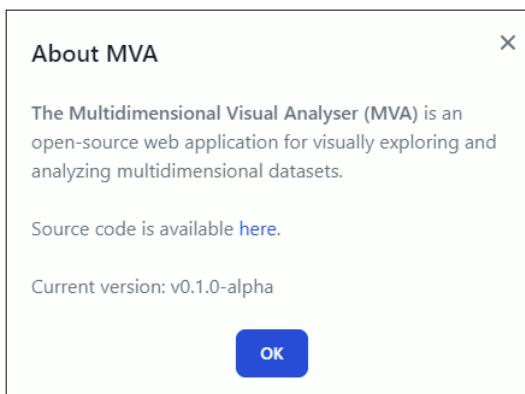 About MVA
The Multidimensional Visual Analyser (MVA) is an
open-source web application for visually exploring and
analyzing multidimensional datasets.
Source code is available here.
Current version: v0.1.0-alpha
OK